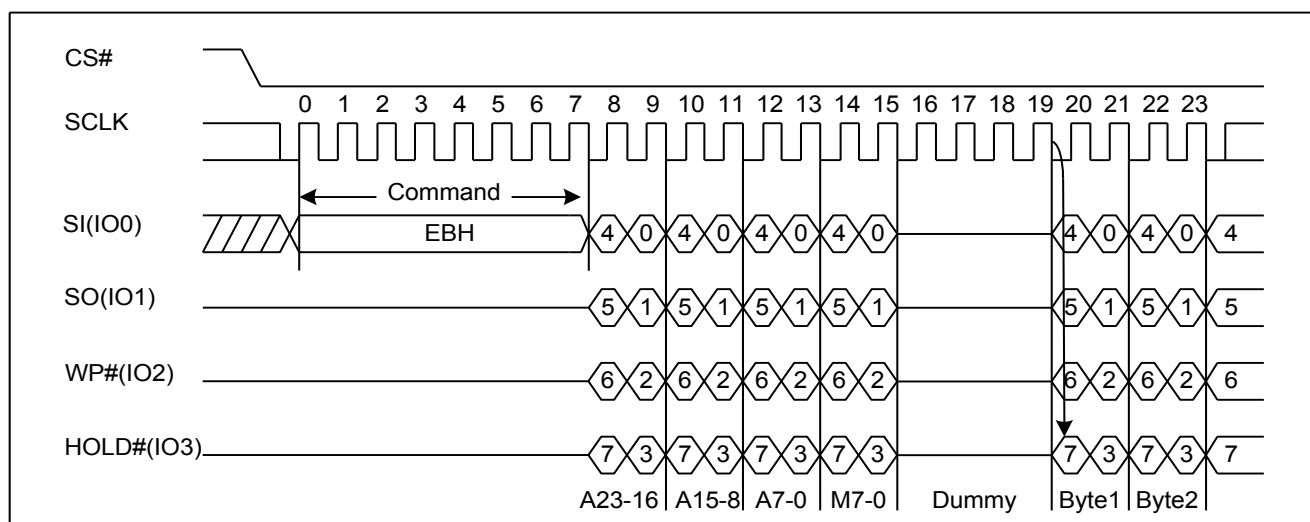 CS#
0 1 2 3 4 5 6 7 8 9 10 11 12 13 14 15 16 17 18 19 20 21 22 23
SCLK
Command
SI(IO0) EBH 4 0 4 0 4 0 4 0 4 0 4 0 4
SO(IO1) 5 1 5 1 5 1 5 1 5 1 5 1 5
WP#(IO2) 6 2 6 2 6 2 6 2 6 2 6 2 6
HOLD#(IO3) 7 3 7 3 7 3 7 3 7 3 7 3 7
A23-16 A15-8 A7-0 M7-0 Dummy Byte1 Byte2